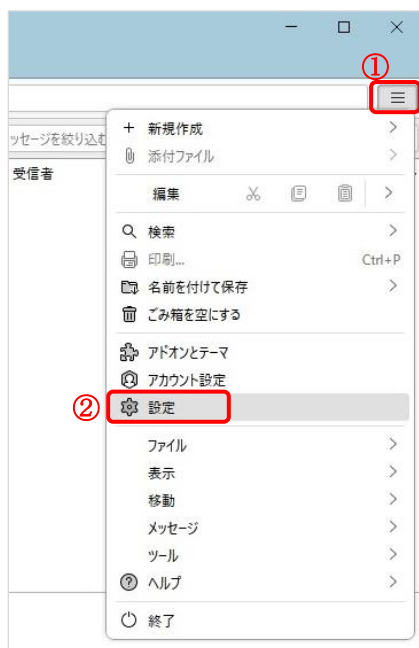 ①
ッセージを絞り込む
受信者
＋ 新規作成
添付ファイル
編集
検索
印刷... Ctrl+P
名前を付けて保存
ごみ箱を空にする
アドオンとテーマ
アカウント設定
② 設定
ファイル
表示
移動
メッセージ
ツール
ヘルプ
終了